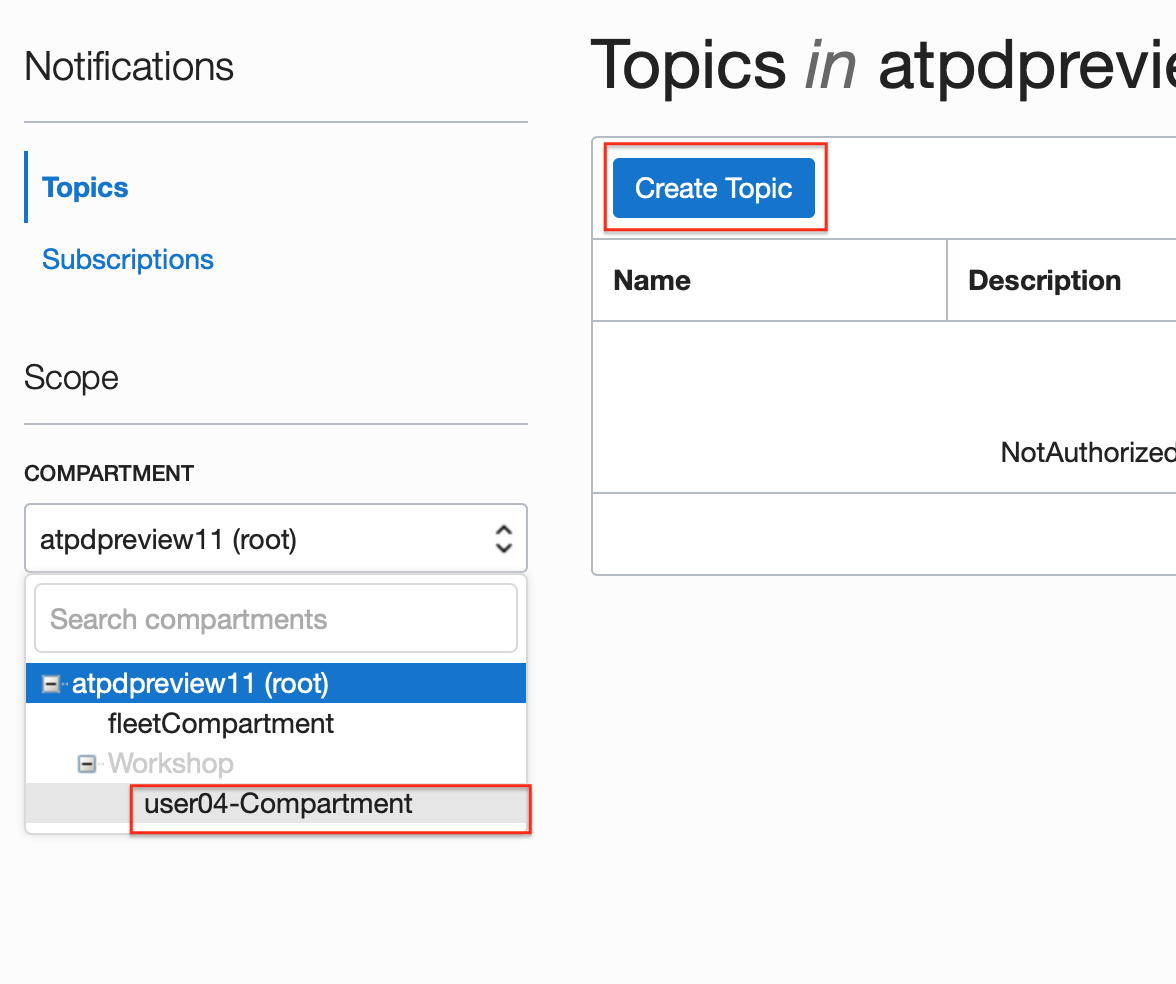 Notifications
Topics
Subscriptions
Scope
COMPARTMENT
atpdpreview11 (root)
Search compartments
atpdpreview11 (root)
fleetCompartment
Workshop
user04-Compartment
Topics in atpdprevie
Create Topic
Name Description
NotAuthorized